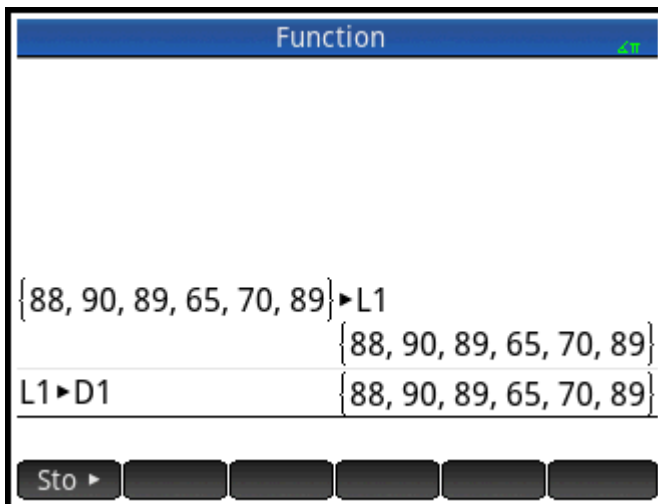 Function
∡π
{88, 90, 89, 65, 70, 89}▶L1
{88, 90, 89, 65, 70, 89}
L1▶D1 {88, 90, 89, 65, 70, 89}
Sto ▶